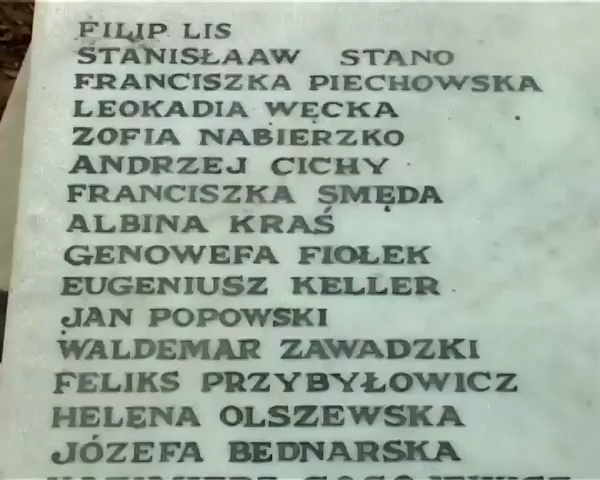 FILIP LIS
STANISŁAAW STANO
FRANCISZKA PIECHOWSKA
LEOKADIA WĘCKA
ZOFIA NABIERZKO
ANDRZEJ CICHY
FRANCISZKA SMĘDA
ALBINA KRAŚ
GENOWEFA FIOŁEK
EUGENIUSZ KELLER
JAN POPOWSKI
WALDEMAR ZAWADZKI
FELIKS PRZYBYŁOWICZ
HELENA OLSZEWSKA
JÓZEFA BEDNARSKA